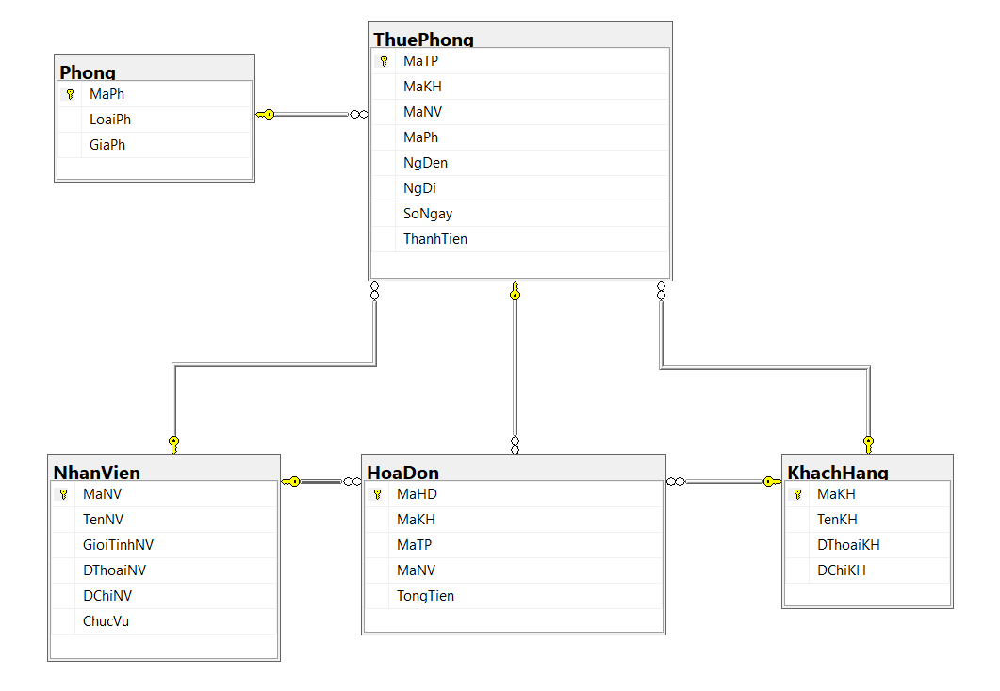 Phong
MaPh
LoaiPh
GiaPh
ThuePhong
MaTP
MaKH
MaNV
MaPh
NgDen
NgDi
SoNgay
ThanhTien
NhanVien
MaNV
TenNV
GioiTinhNV
DThoaiNV
DChiNV
ChucVu
HoaDon
MaHD
MaKH
MaTP
MaNV
TongTien
KhachHang
MaKH
TenKH
DThoaiKH
DChiKH